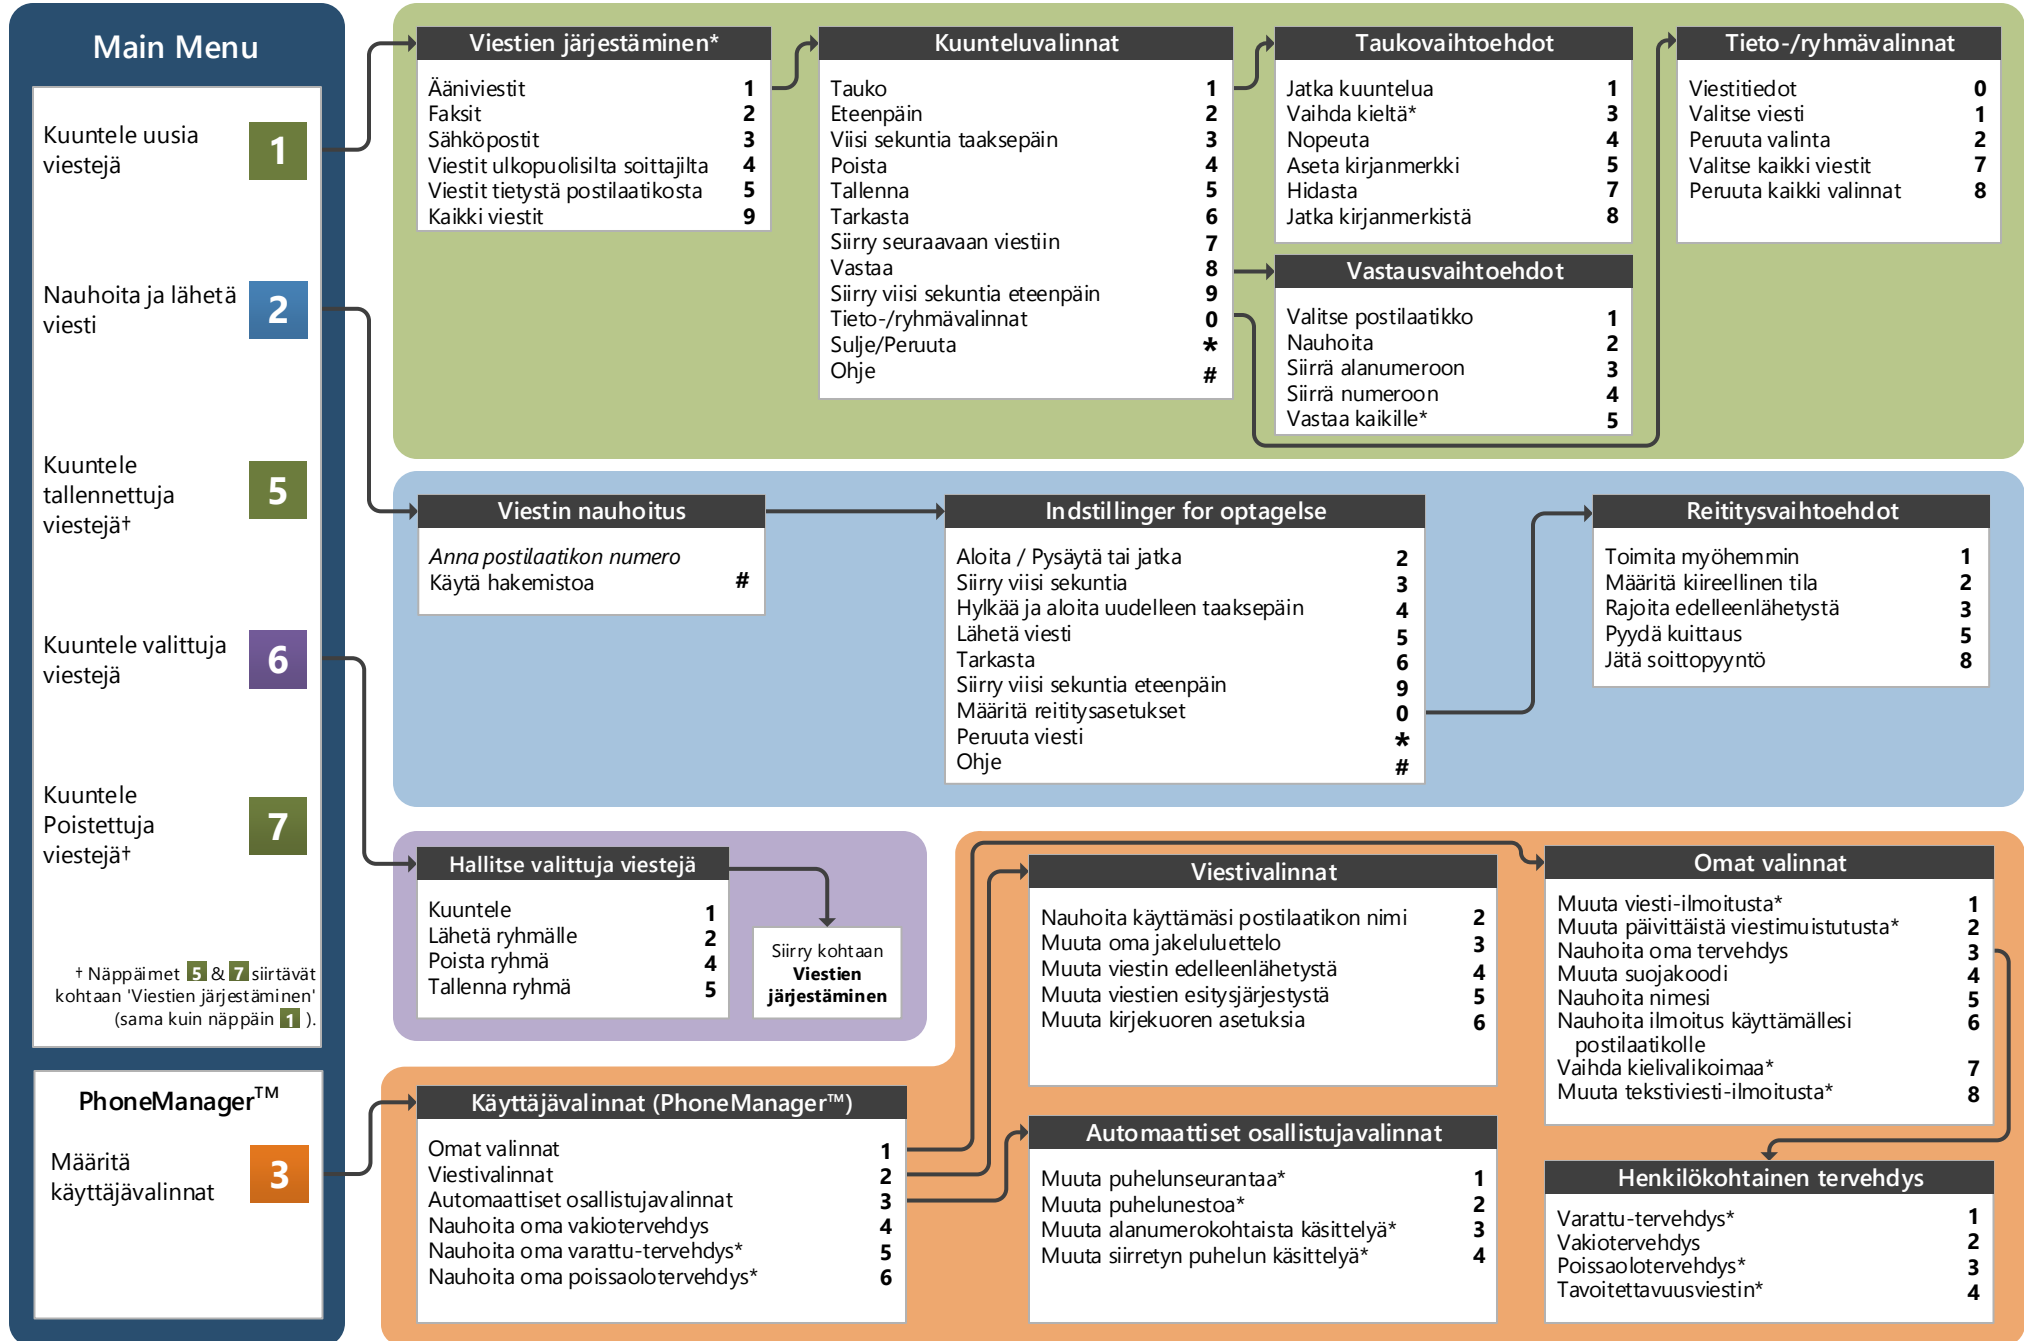 Main Menu
Kuuntele uusia
viestejä
1
Nauhoita ja lähetä
viesti
2
Kuuntele
tallennettuja
viestejä†
5
Kuuntele valittuja
viestejä
6
Kuuntele
Poistettuja
viestejä†
7
† Näppäimet 5 & 7 siirtävät
kohtaan 'Viestien järjestäminen'
(sama kuin näppäin 1 ).
PhoneManager™
Määritä
käyttäjävalinnat
3
Viestien järjestäminen*
Ääniviestit 1
Faksit 2
Sähköpostit 3
Viestit ulkopuolisilta soittajilta 4
Viestit tietystä postilaatikosta 5
Kaikki viestit 9
Kuunteluvalinnat
Tauko 1
Eteenpäin 2
Viisi sekuntia taaksepäin 3
Poista 4
Tallenna 5
Tarkasta 6
Siirry seuraavaan viestiin 7
Vastaa 8
Siirry viisi sekuntia eteenpäin 9
Tieto-/ryhmävalinnat 0
Sulje/Peruuta *
Ohje #
Taukovaihtoehdot
Jatka kuuntelua 1
Vaihda kieltä* 3
Nopeuta 4
Aseta kirjanmerkki 5
Hidasta 7
Jatka kirjanmerkistä 8
Vastausvaihtoehdot
Valitse postilaatikko 1
Nauhoita 2
Siirrä alanumeroon 3
Siirrä numeroon 4
Vastaa kaikille* 5
Tieto-/ryhmävalinnat
Viestitiedot 0
Valitse viesti 1
Peruuta valinta 2
Valitse kaikki viestit 7
Peruuta kaikki valinnat 8
Viestin nauhoitus
Anna postilaatikon numero
Käytä hakemistoa #
Indstillinger for optagelse
Aloita / Pysäytä tai jatka 2
Siirry viisi sekuntia 3
Hylkää ja aloita uudelleen taaksepäin 4
Lähetä viesti 5
Tarkasta 6
Siirry viisi sekuntia eteenpäin 9
Määritä reititysasetukset 0
Peruuta viesti *
Ohje #
Reititysvaihtoehdot
Toimita myöhemmin 1
Määritä kiireellinen tila 2
Rajoita edelleenlähetystä 3
Pyydä kuittaus 5
Jätä soittopyyntö 8
Hallitse valittuja viestejä
Kuuntele 1
Lähetä ryhmälle 2
Poista ryhmä 4
Tallenna ryhmä 5
Siirry kohtaan
Viestien
järjestäminen
Käyttäjävalinnat (PhoneManager™)
Omat valinnat 1
Viestivalinnat 2
Automaattiset osallistujavalinnat 3
Nauhoita oma vakiotervehdys 4
Nauhoita oma varattu-tervehdys* 5
Nauhoita oma poissaolotervehdys* 6
Viestivalinnat
Nauhoita käyttämäsi postilaatikon nimi 2
Muuta oma jakeluluettelo 3
Muuta viestin edelleenlähetystä 4
Muuta viestien esitysjärjestystä 5
Muuta kirjekuoren asetuksia 6
Automaattiset osallistujavalinnat
Muuta puhelunseurantaa* 1
Muuta puhelunestoa* 2
Muuta alanumerokohtaista käsittelyä* 3
Muuta siirretyn puhelun käsittelyä* 4
Omat valinnat
Muuta viesti-ilmoitusta* 1
Muuta päivittäistä viestimuistutusta* 2
Nauhoita oma tervehdys 3
Muuta suojakoodi 4
Nauhoita nimesi 5
Nauhoita ilmoitus käyttämällesi 6
postilaatikolle
Vaihda kielivalikoimaa* 7
Muuta tekstiviesti-ilmoitusta* 8
Henkilökohtainen tervehdys
Varattu-tervehdys* 1
Vakiotervehdys 2
Poissaolotervehdys* 3
Tavoitettavuusviestin* 4